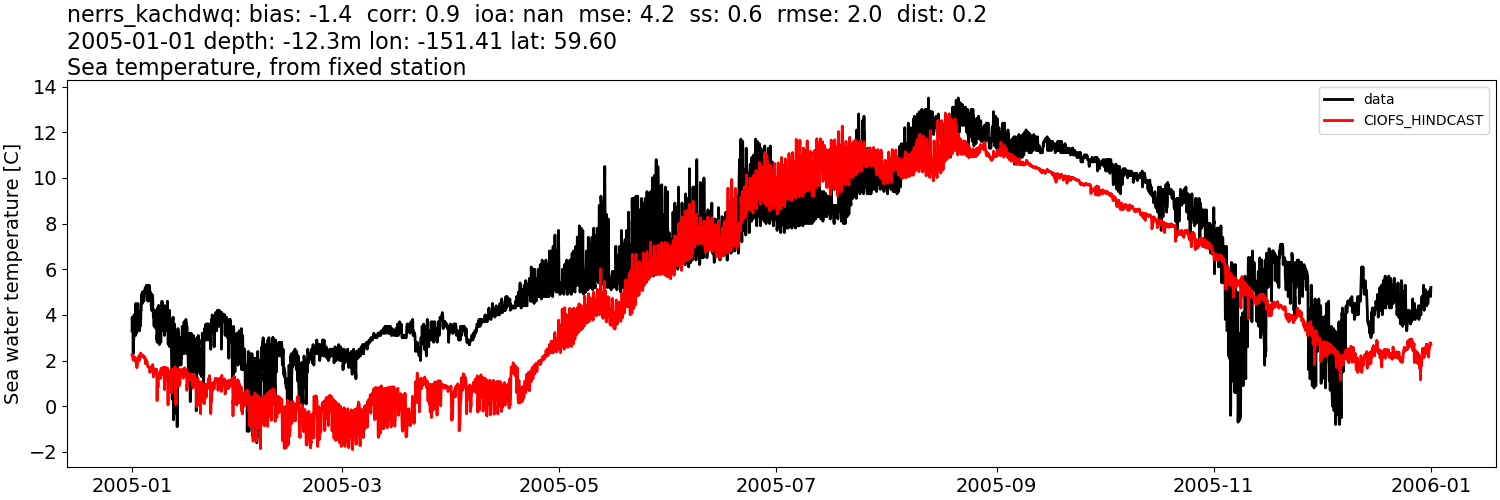 nerrs_kachdwq: bias: -1.4  corr: 0.9  ioa: nan  mse: 4.2  ss: 0.6  rmse: 2.0  dist: 0.2
2005-01-01 depth: -12.3m lon: -151.41 lat: 59.60
Sea temperature, from fixed station
Sea water temperature [C]
14
12
10
8
6
4
2
0
−2
data
CIOFS_HINDCAST
2005-01
2005-03
2005-05
2005-07
2005-09
2005-11
2006-01